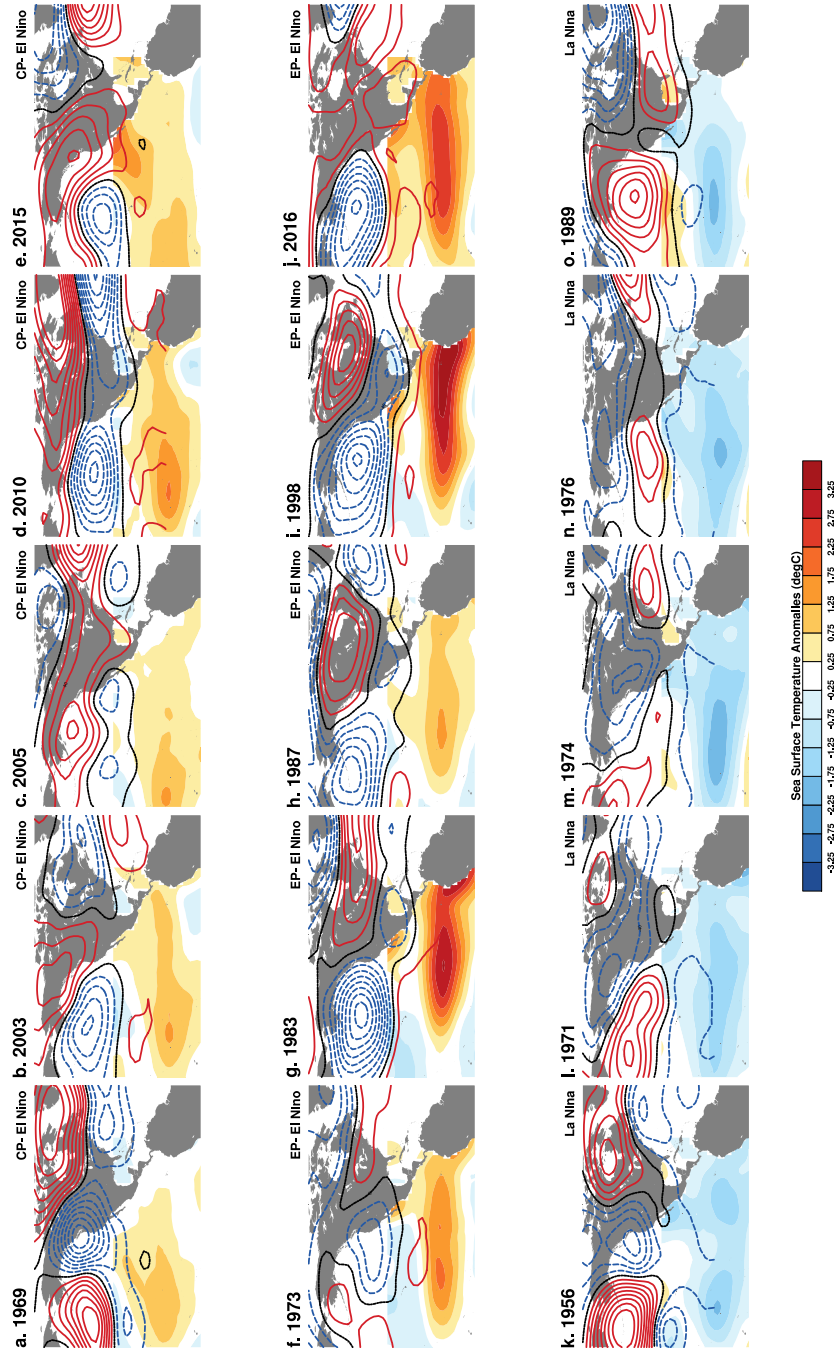 a. 1969 CP- El Nino
b. 2003 CP- El Nino
c. 2005 CP- El Nino
d. 2010 CP- El Nino
e. 2015 CP- El Nino
f. 1973 EP- El Nino
g. 1983 EP- El Nino
h. 1987 EP- El Nino
i. 1998 EP- El Nino
j. 2016 EP- El Nino
k. 1956 La NIna
l. 1971 La NIna
m. 1974 La NIna
n. 1976 La NIna
o. 1989 La NIna
Sea Surface Temperature Anomalles (degC)
-3.25 -2.75 -2.25 -1.75 -1.25 -0.75 -0.25 0.25 0.75 1.25 1.75 2.25 2.75 3.25